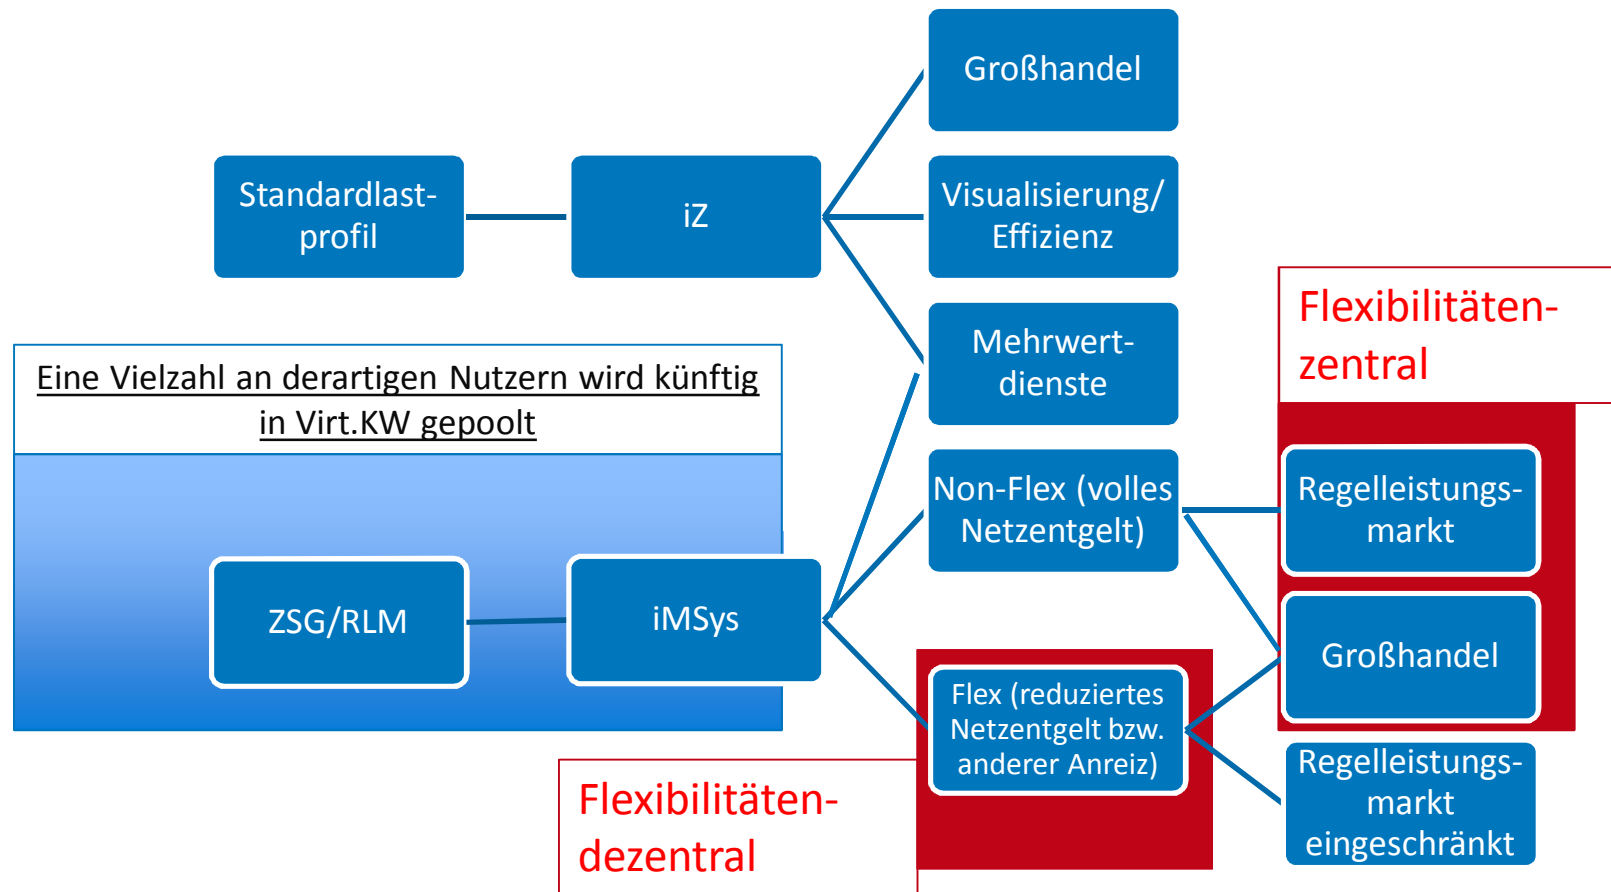 Großhandel
Standardlast-
profil
iZ
Visualisierung/
Effizienz
Mehrwert-
dienste
Flexibilitäten-
zentral
Eine Vielzahl an derartigen Nutzern wird künftig
in Virt.KW gepoolt
ZSG/RLM
iMSys
Non-Flex (volles
Netzentgelt)
Regelleistungs-
markt
Großhandel
Flex (reduziertes
Netzentgelt bzw.
anderer Anreiz)
Regelleistungs-
markt
eingeschränkt
Flexibilitäten-
dezentral